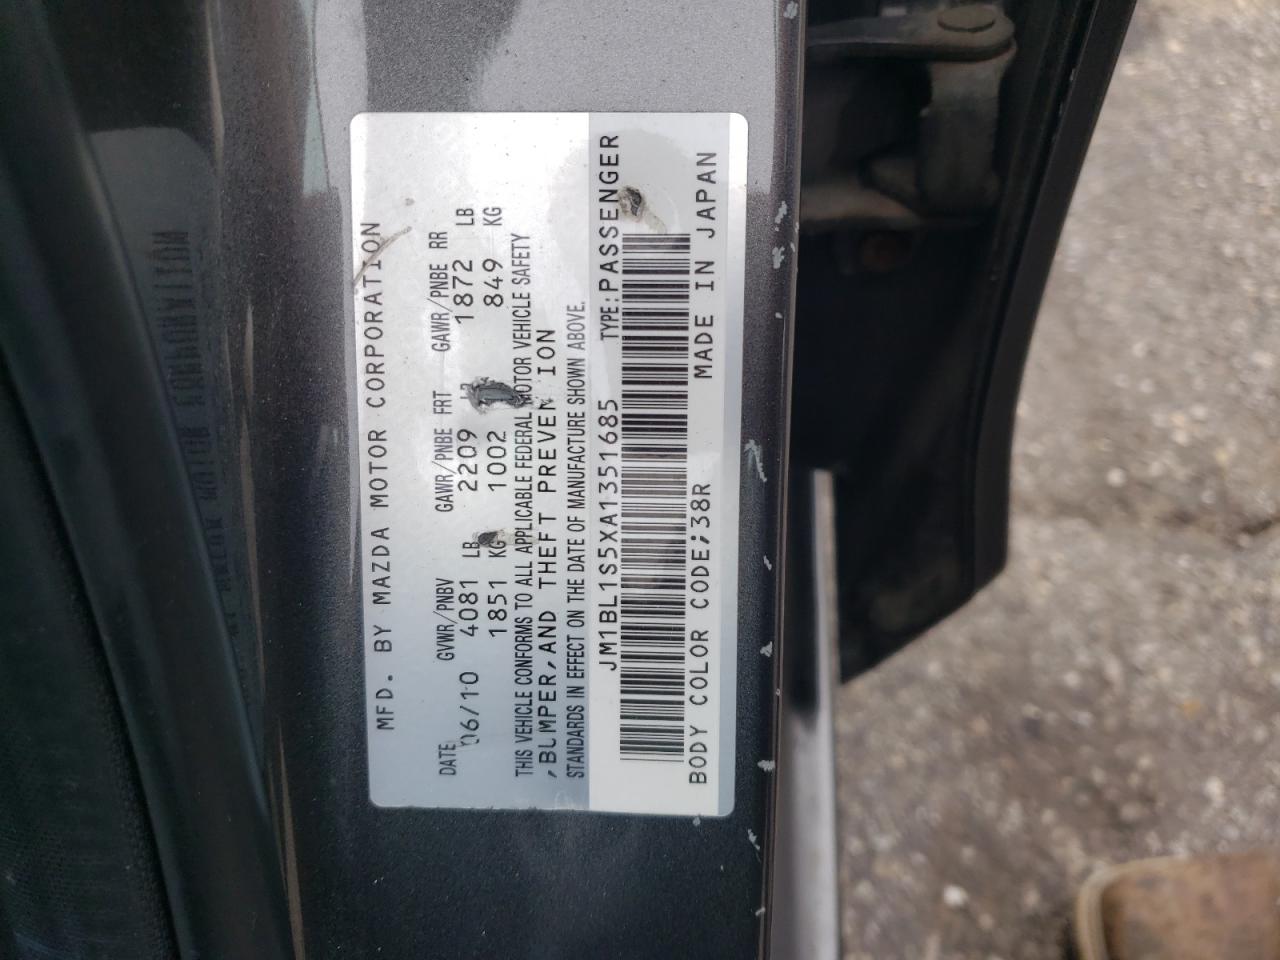 MFD. BY MAZDA MOTOR CORPORATION
DATE GVWR/PNBV GAWR/PNBE FRT GAWR/PNBE RR
06/10 4081 LB 2209 1872 LB
1851 KG 1002 849 KG
THIS VEHICLE CONFORMS TO ALL APPLICABLE FEDERAL MOTOR VEHICLE SAFETY
,BUMPER,AND THEFT PREVEN ION
STANDARDS IN EFFECT ON THE DATE OF MANUFACTURE SHOWN ABOVE.
JM1BL1S5XA1351685 TYPE:PASSENGER
BODY COLOR CODE;38R MADE IN JAPAN